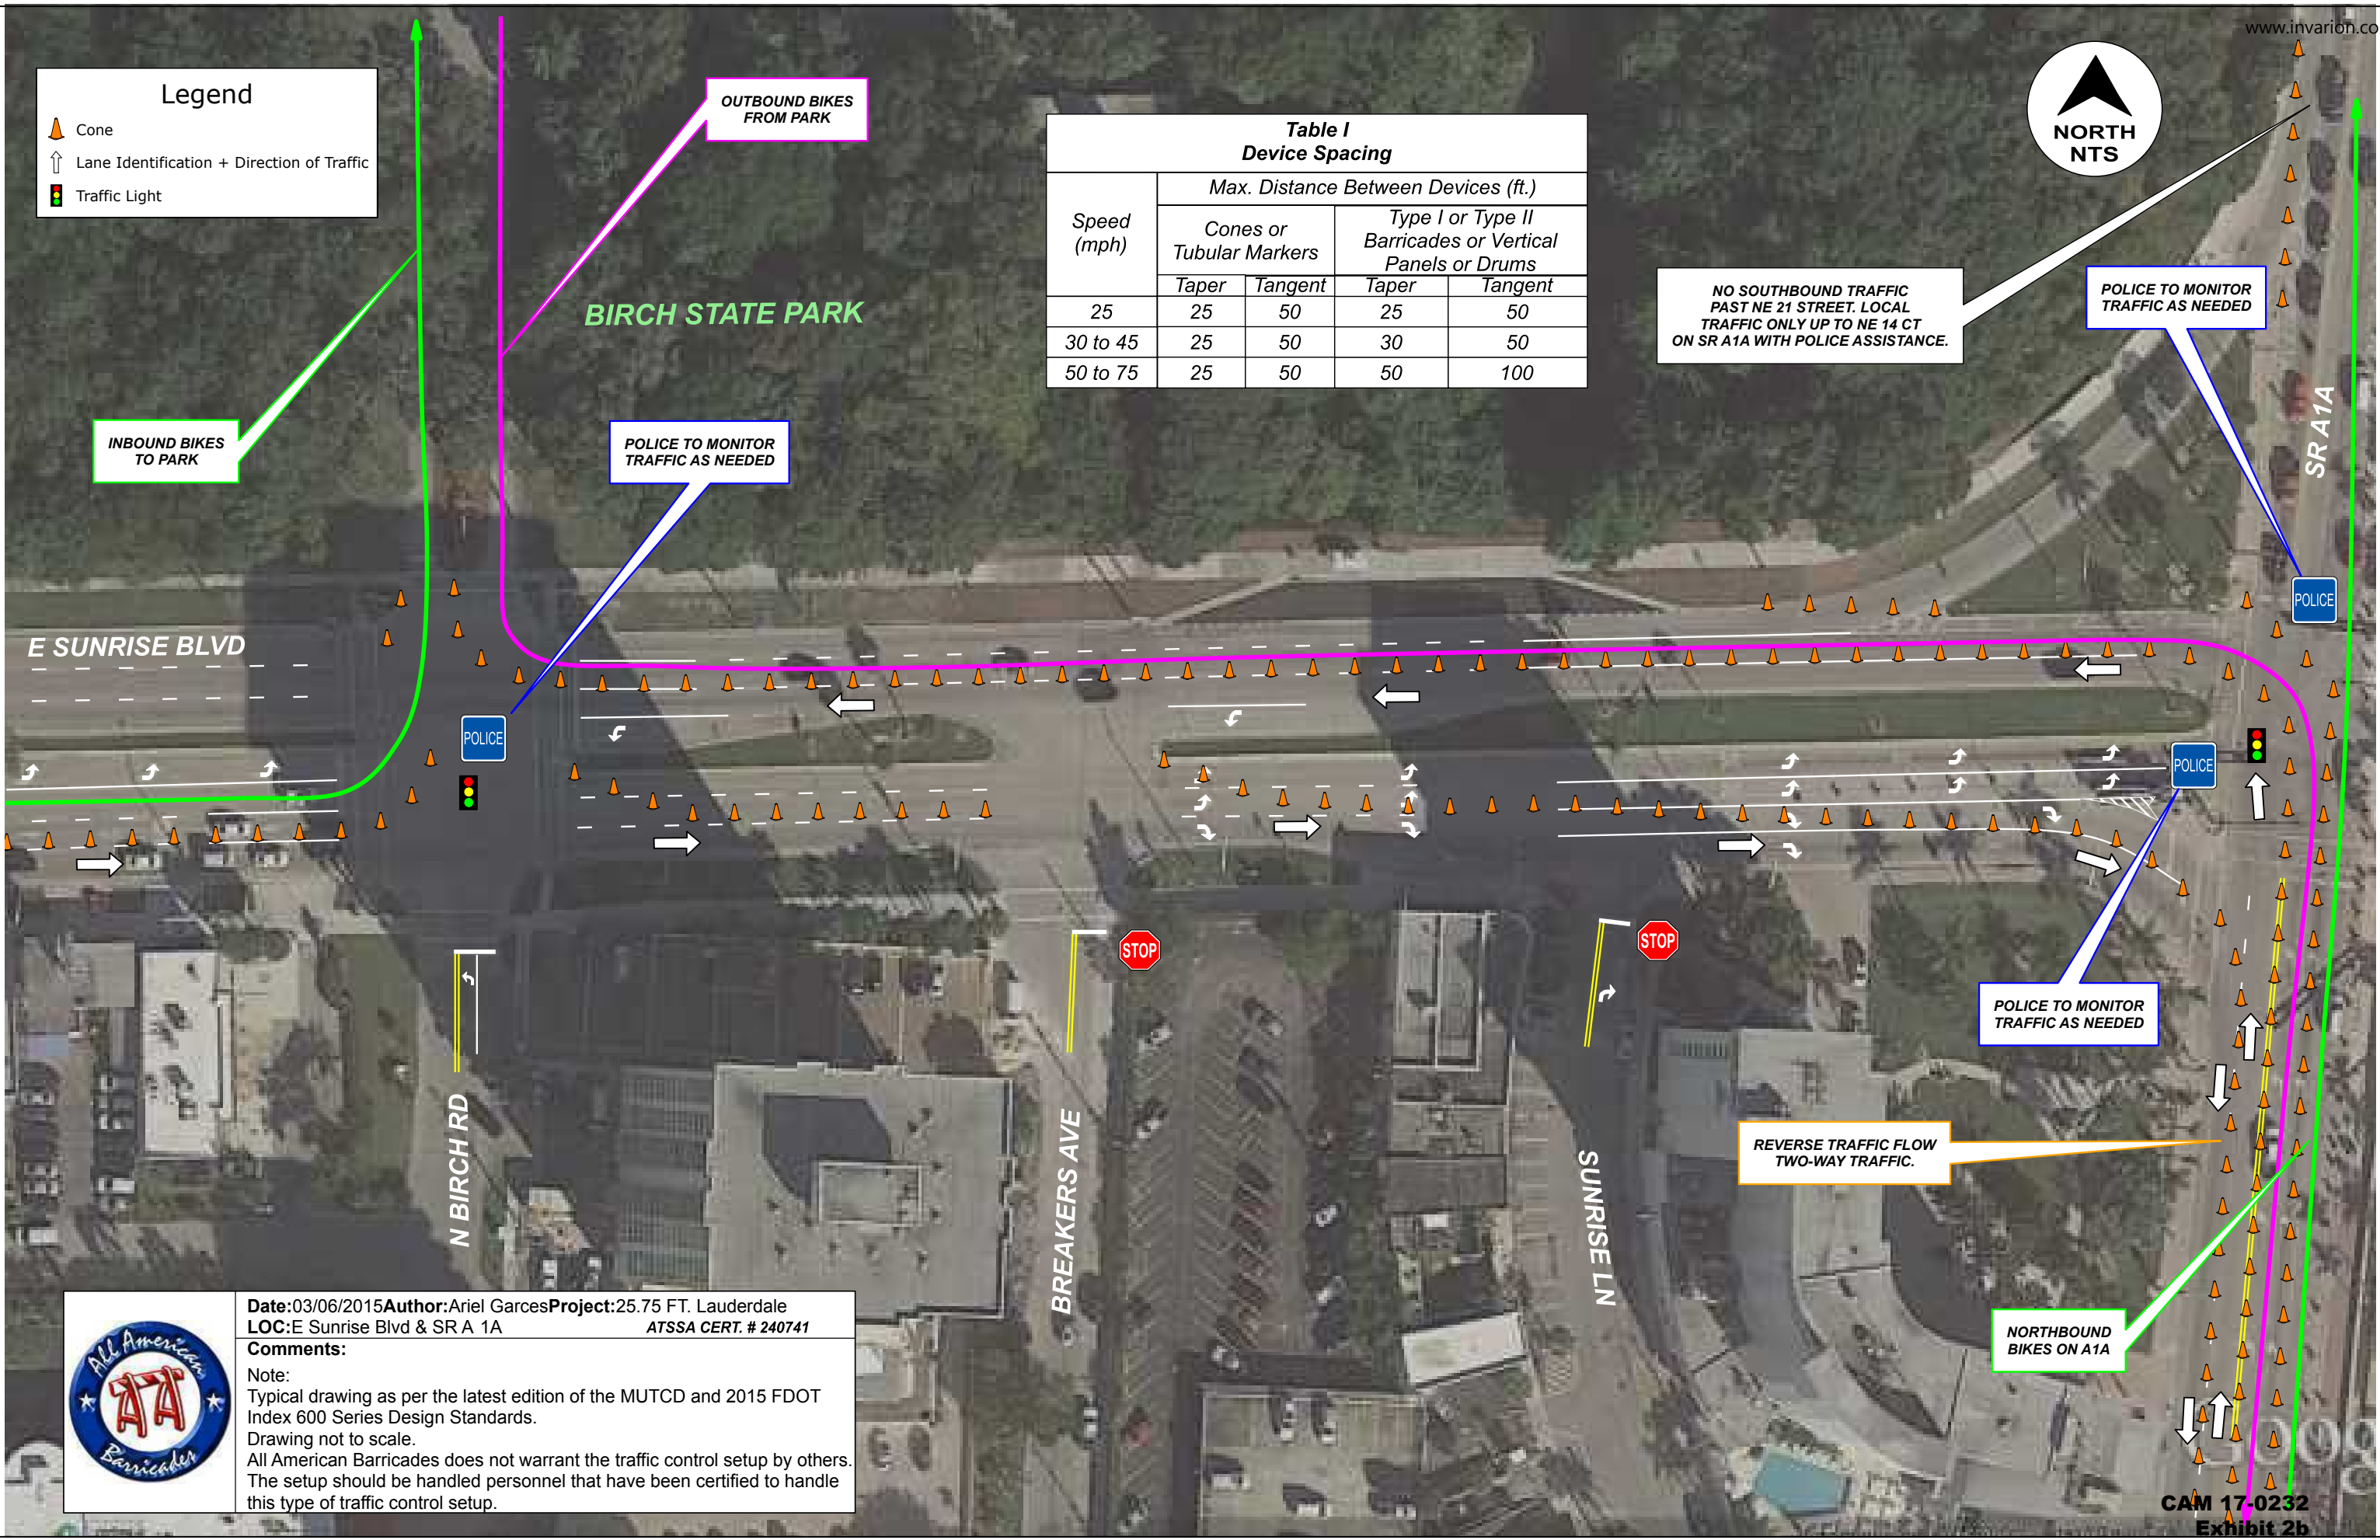 www.invarion.co
Legend
Cone
Lane Identification + Direction of Traffic
Traffic Light
OUTBOUND BIKES
FROM PARK
Table I
Device Spacing
Speed
(mph)
Max. Distance Between Devices (ft.)
Cones or
Tubular Markers
Type I or Type II
Barricades or Vertical
Panels or Drums
Taper Tangent Taper Tangent
25 25 50 25 50
30 to 45 25 50 30 50
50 to 75 25 50 50 100
NORTH
NTS
NO SOUTHBOUND TRAFFIC
PAST NE 21 STREET. LOCAL
TRAFFIC ONLY UP TO NE 14 CT
ON SR A1A WITH POLICE ASSISTANCE.
POLICE TO MONITOR
TRAFFIC AS NEEDED
BIRCH STATE PARK
SR A1A
INBOUND BIKES
TO PARK
POLICE TO MONITOR
TRAFFIC AS NEEDED
POLICE
E SUNRISE BLVD
POLICE
POLICE
STOP
STOP
POLICE TO MONITOR
TRAFFIC AS NEEDED
N BIRCH RD
BREAKERS AVE
SUNRISE LN
REVERSE TRAFFIC FLOW
TWO-WAY TRAFFIC.
NORTHBOUND
BIKES ON A1A
All American
Barricades
Date:03/06/2015Author:Ariel GarcesProject:25.75 FT. Lauderdale
LOC:E Sunrise Blvd & SR A 1A ATSSA CERT. # 240741
Comments:
Note:
Typical drawing as per the latest edition of the MUTCD and 2015 FDOT
Index 600 Series Design Standards.
Drawing not to scale.
All American Barricades does not warrant the traffic control setup by others.
The setup should be handled personnel that have been certified to handle
this type of traffic control setup.
CAM 17-0232
Exhibit 2b